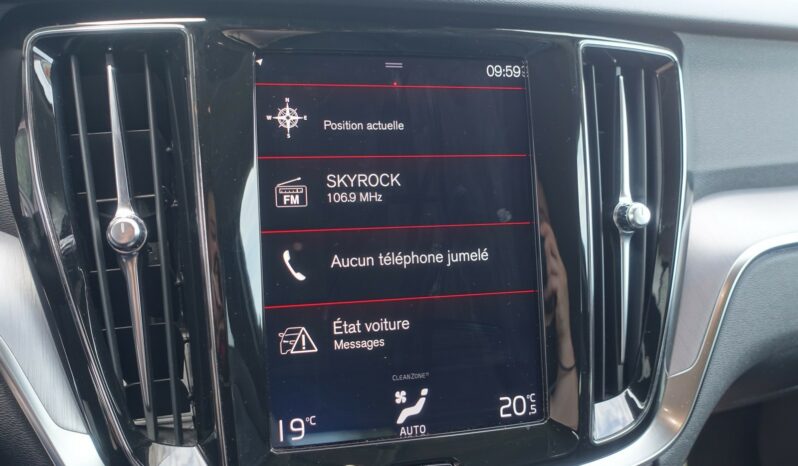 09:59
N
W E
S
Position actuelle
SKYROCK
106.9 MHz
FM
Aucun téléphone jumelé
État voiture
Messages
CLEANZONE™
19°C
20°C.5
AUTO